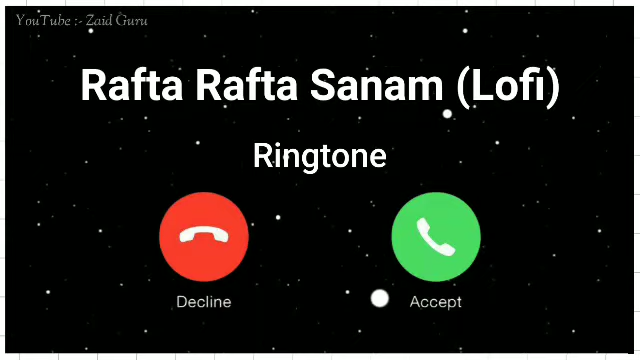 YouTube :- Zaid Guru
Rafta Rafta Sanam (Lofi)
Ringtone
Decline
Accept